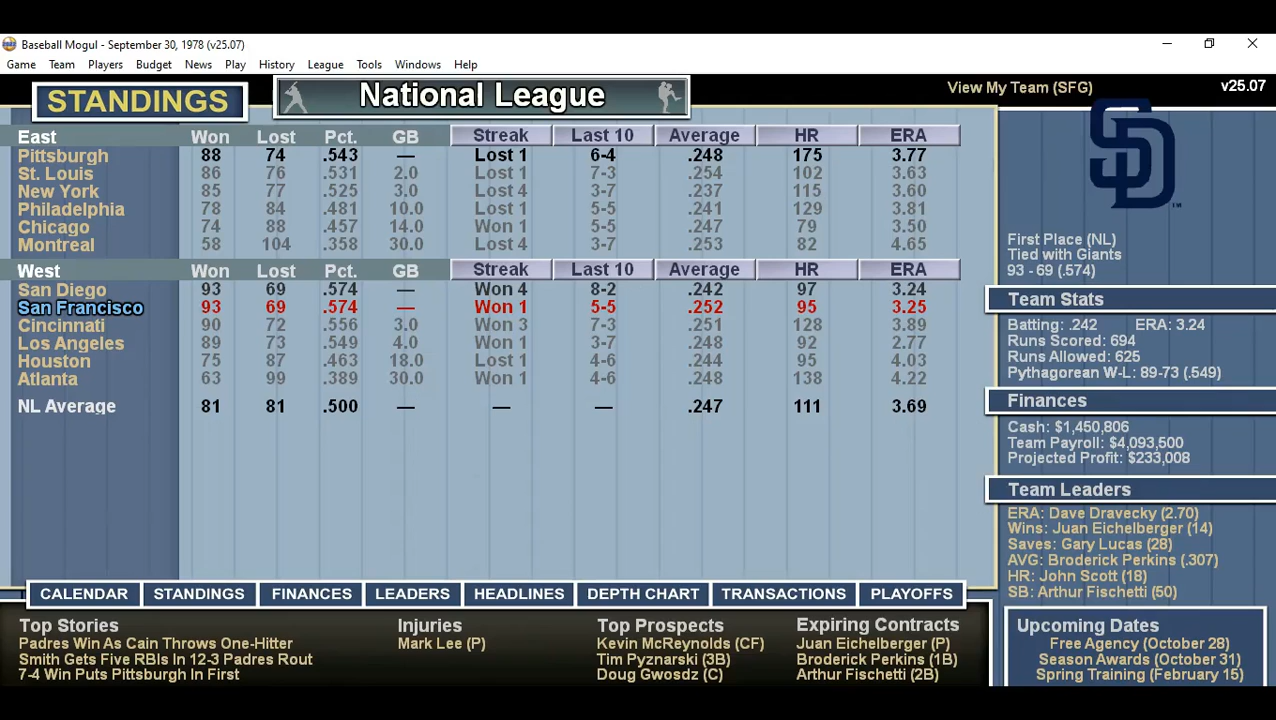 Baseball Mogul - September 30, 1978 (v25.07)
Game Team Players Budget News Play History League Tools Windows Help
STANDINGS National League View My Team (SFG) v25.07
East Won Lost Pct. GB Streak Last 10 Average HR ERA
Pittsburgh 88 74 .543 — Lost 1 6-4 .248 175 3.77
St. Louis 86 76 .531 2.0 Lost 1 7-3 .254 102 3.63
New York 85 77 .525 3.0 Lost 4 3-7 .237 115 3.60
Philadelphia 78 84 .481 10.0 Lost 1 5-5 .241 129 3.81
Chicago 74 88 .457 14.0 Won 1 5-5 .247 79 3.50
Montreal 58 104 .358 30.0 Lost 4 3-7 .253 82 4.65
West Won Lost Pct. GB Streak Last 10 Average HR ERA
San Diego 93 69 .574 — Won 4 8-2 .242 97 3.24
San Francisco 93 69 .574 — Won 1 5-5 .252 95 3.25
Cincinnati 90 72 .556 3.0 Won 3 7-3 .251 128 3.89
Los Angeles 89 73 .549 4.0 Won 1 3-7 .248 92 2.77
Houston 75 87 .463 18.0 Lost 1 4-6 .244 95 4.03
Atlanta 63 99 .389 30.0 Won 1 4-6 .248 138 4.22
NL Average 81 81 .500 — — — .247 111 3.69
SD
TM
First Place (NL)
Tied with Giants
93 - 69 (.574)
Team Stats
Batting: .242 ERA: 3.24
Runs Scored: 694
Runs Allowed: 625
Pythagorean W-L: 89-73 (.549)
Finances
Cash: $1,450,806
Team Payroll: $4,093,500
Projected Profit: $233,008
Team Leaders
ERA: Dave Dravecky (2.70)
Wins: Juan Eichelberger (14)
Saves: Gary Lucas (28)
AVG: Broderick Perkins (.307)
HR: John Scott (18)
SB: Arthur Fischetti (50)
CALENDAR STANDINGS FINANCES LEADERS HEADLINES DEPTH CHART TRANSACTIONS PLAYOFFS
Top Stories
Padres Win As Cain Throws One-Hitter
Smith Gets Five RBIs In 12-3 Padres Rout
7-4 Win Puts Pittsburgh In First
Injuries
Mark Lee (P)
Top Prospects
Kevin McReynolds (CF)
Tim Pyznarski (3B)
Doug Gwosdz (C)
Expiring Contracts
Juan Eichelberger (P)
Broderick Perkins (1B)
Arthur Fischetti (2B)
Upcoming Dates
Free Agency (October 28)
Season Awards (October 31)
Spring Training (February 15)